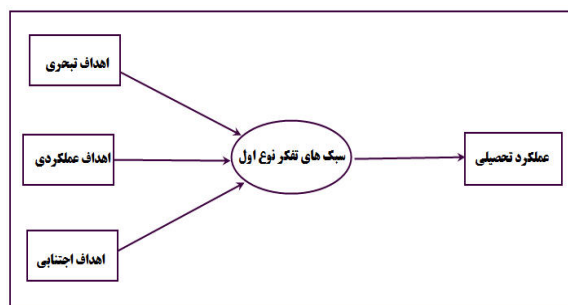 اهداف تبحری
اهداف عملکردی
سبک های تفکر نوع اول
عملکرد تحصیلی
اهداف اجتنابی